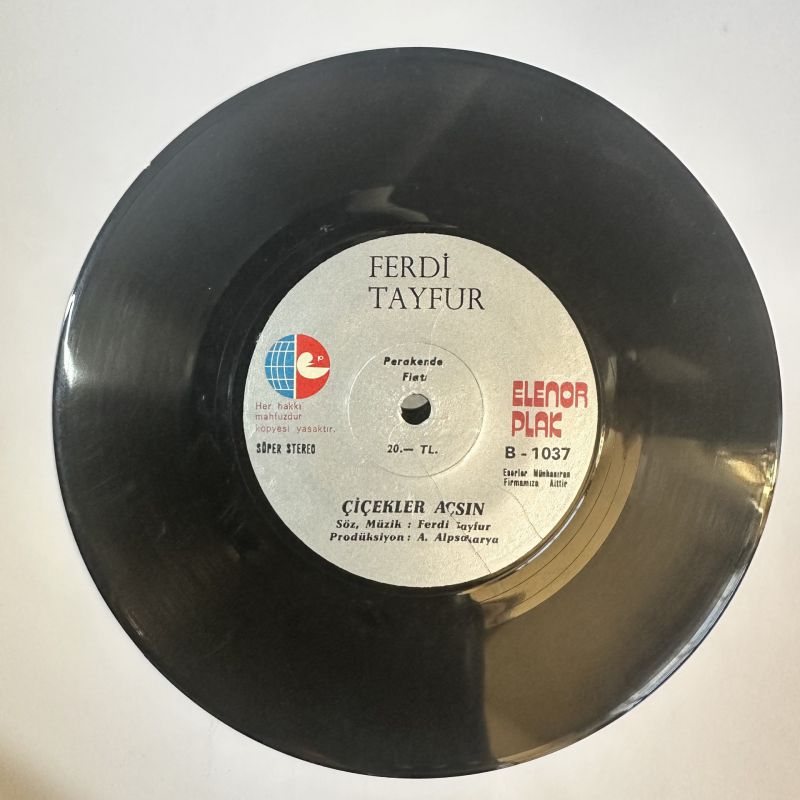 FERDİ
TAYFUR
Perakende
Fiatı
Her hakkı
mahfuzdur
kopyesi yasaktır.
SÜPER STEREO
20.— TL.
ELENOR
PLAK
B - 1037
Eserler Münhasıran
Firmamıza Aittir
ÇİÇEKLER AÇSIN
Söz, Müzik : Ferdi Tayfur
Prodüksiyon : A. Alpsakarya